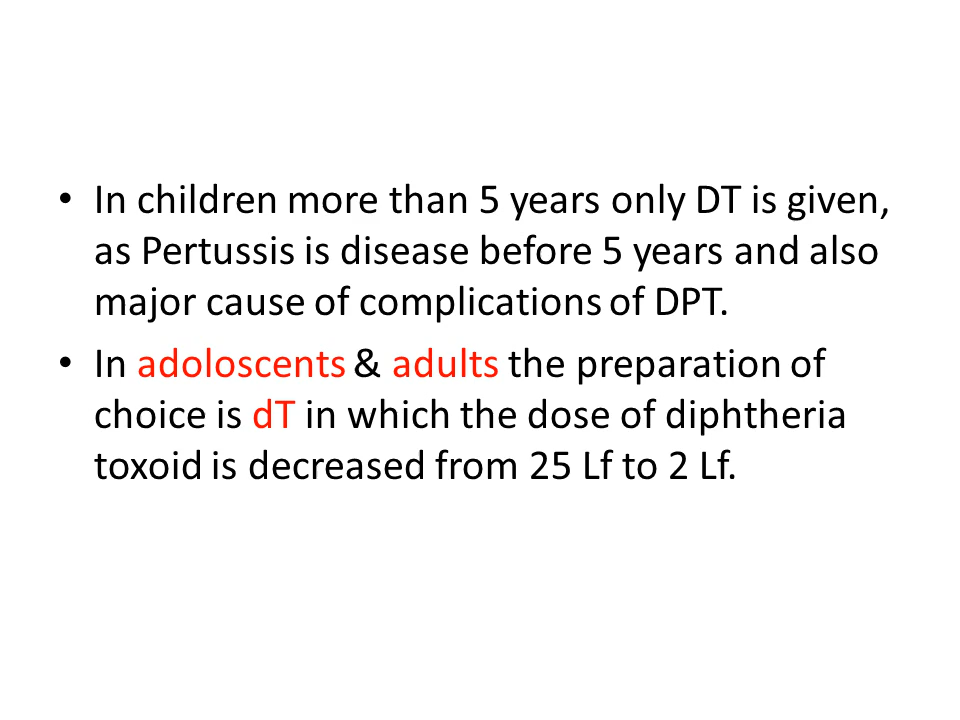 • In children more than 5 years only DT is given,
as Pertussis is disease before 5 years and also
major cause of complications of DPT.
• In adoloscents & adults the preparation of
choice is dT in which the dose of diphtheria
toxoid is decreased from 25 Lf to 2 Lf.